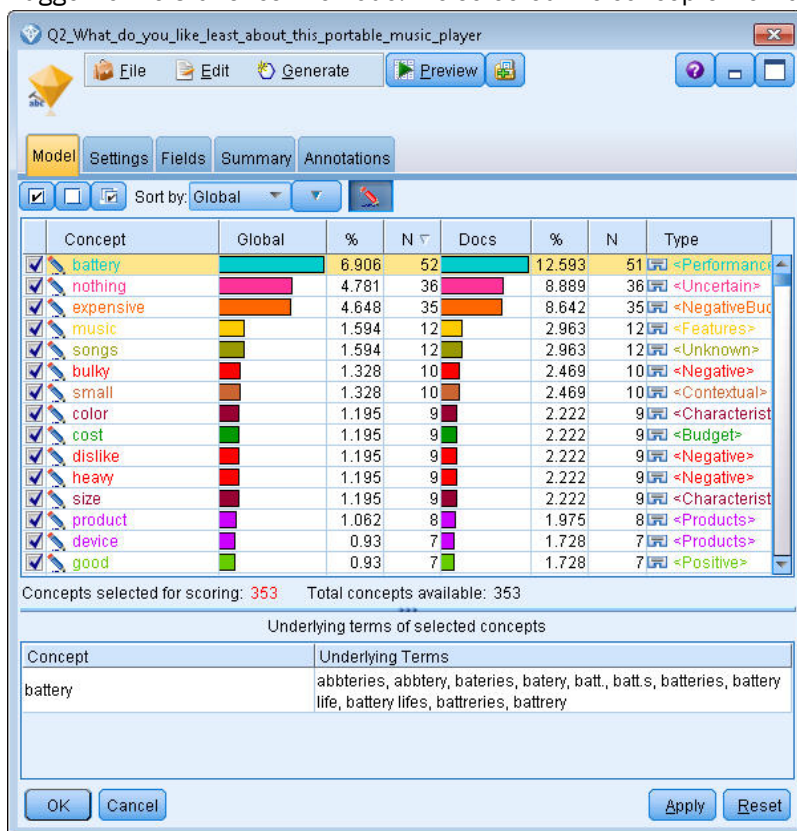 Q2_What_do_you_like_least_about_this_portable_music_player
File Edit Generate Preview
abc
Model Settings Fields Summary Annotations
Sort by: Global
Concept Global % N Docs % N Type
battery 6.906 52 12.593 51 <Performance
nothing 4.781 36 8.889 36 <Uncertain>
expensive 4.648 35 8.642 35 <NegativeBud
music 1.594 12 2.963 12 <Features>
songs 1.594 12 2.963 12 <Unknown>
bulky 1.328 10 2.469 10 <Negative>
small 1.328 10 2.469 10 <Contextual>
color 1.195 9 2.222 9 <Characterist
cost 1.195 9 2.222 9 <Budget>
dislike 1.195 9 2.222 9 <Negative>
heavy 1.195 9 2.222 9 <Negative>
size 1.195 9 2.222 9 <Characterist
product 1.062 8 1.975 8 <Products>
device 0.93 7 1.728 7 <Products>
good 0.93 7 1.728 7 <Positive>
Concepts selected for scoring: 353 Total concepts available: 353
Underlying terms of selected concepts
Concept Underlying Terms
battery abbteries, abbtery, bateries, batery, batt., batt.s, batteries, battery
life, battery lifes, battreries, battrery
OK Cancel Apply Reset